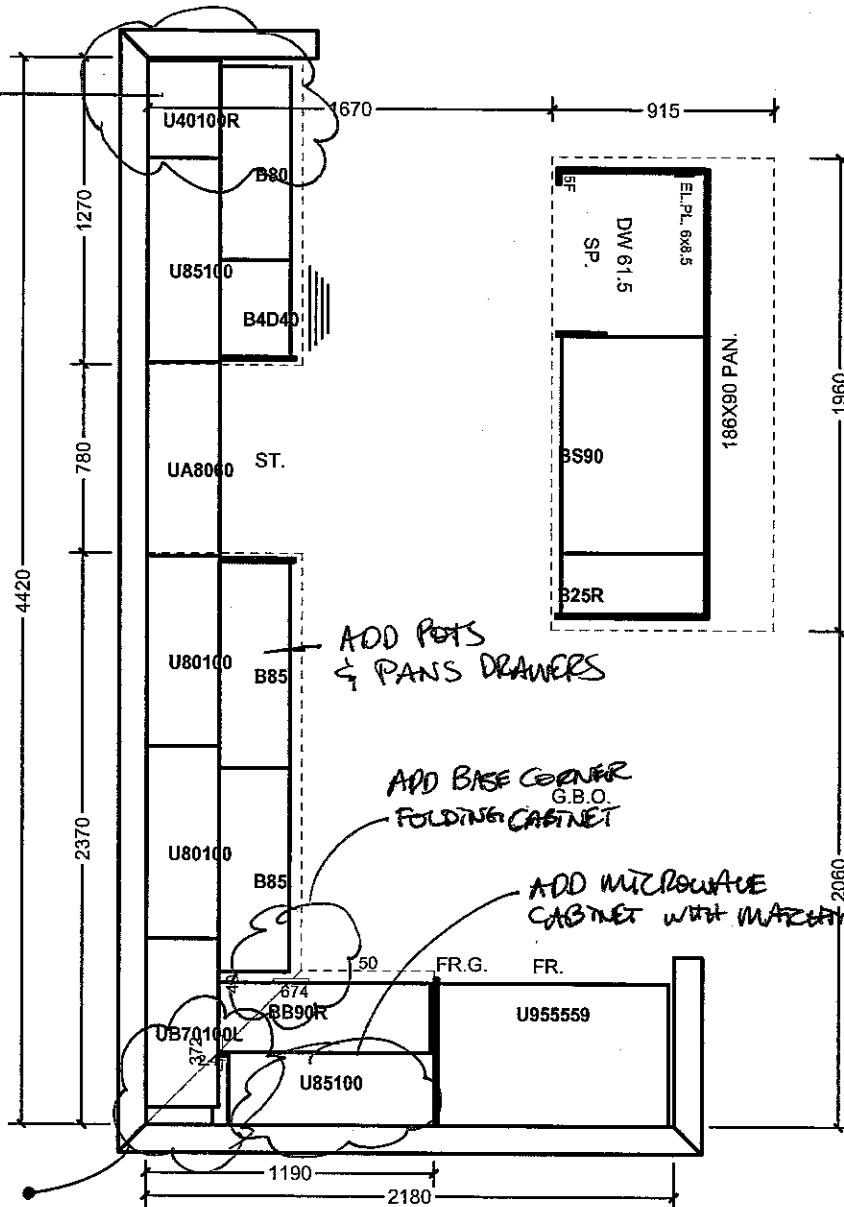 1670
915
U40100R
B80
1270
U85100
B4D40
5F
EL.PL. 6x8.5
DW 61.5
SP.
186X90 PAN.
1960
780
UA8060
ST.
BS90
B25R
4420
U80100
B85
ADD POTS
& PANS DRAWERS
2370
ADD BASE CORNER
FOLDING CABINET
G.B.O.
U80100
B85
2060
ADD MICROWAVE
CABINET WITH
50
FR.G.
FR.
674
BB90R
U955559
UB70100L
372
U85100
1190
2180